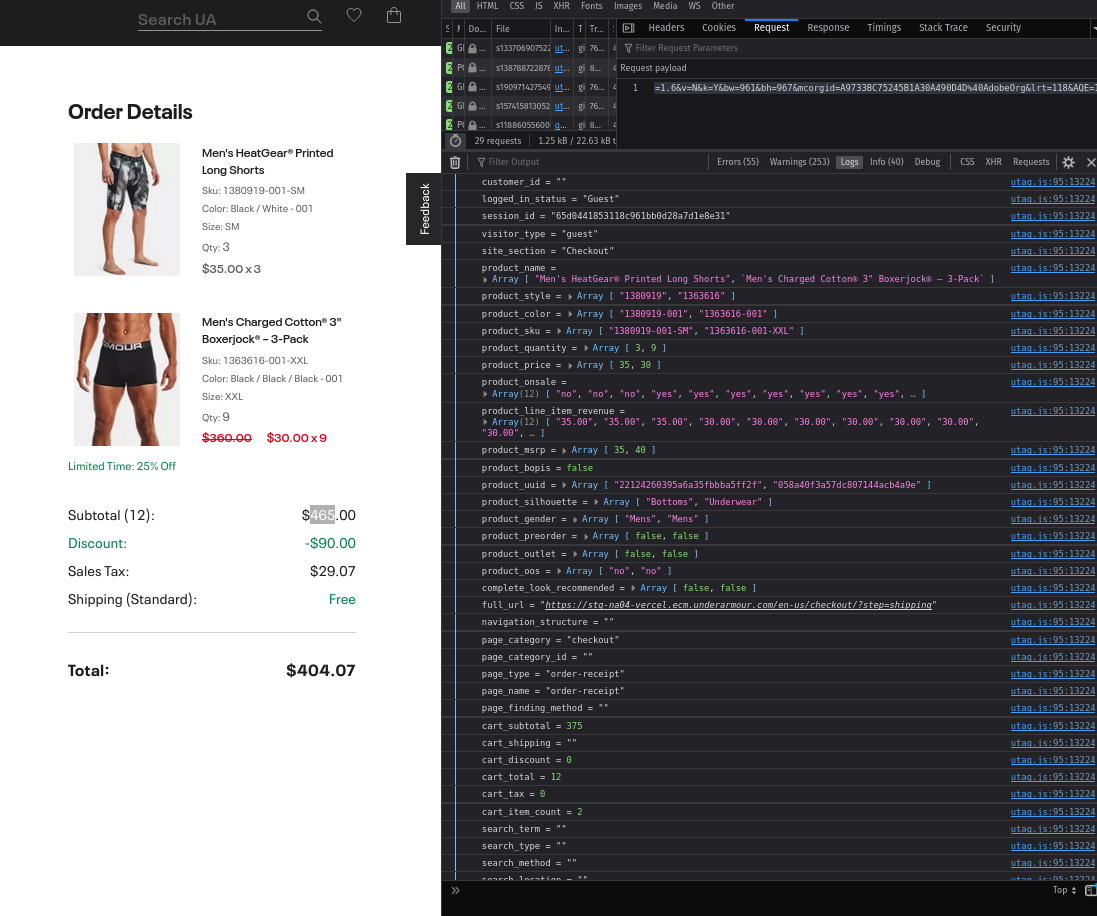 Search UA
Order Details
Men's HeatGear® Printed
Long Shorts
Sku: 1380919-001-SM
Color: Black / White - 001
Size: SM
Qty: 3
$35.00 x 3
Men's Charged Cotton® 3"
Boxerjock® – 3-Pack
Sku: 1363616-001-XXL
Color: Black / Black / Black - 001
Size: XXL
Qty: 9
$360.00 $30.00 x 9
Limited Time: 25% Off
Subtotal (12): $465.00
Discount: -$90.00
Sales Tax: $29.07
Shipping (Standard): Free
Total: $404.07
Feedback
All HTML CSS JS XHR Fonts Images Media WS Other
S M Do... File In... T Tr...
Headers Cookies Request Response Timings Stack Trace Security
2 GI ... s133706907522 ut... gi 76... 4
2 P( ... s138788722878 ut... gi 8... 4
2 GI ... s190971427549 ut... gi 76... 4
2 GI ... s157415813052 ut... gi 76... 4
2 P( ... s11886055600 q... gi 8... 4
Filter Request Parameters
Request payload
1 =1.6&v=N&k=Y&bw=961&bh=967&mcorgid=A9733BC75245B1A30A490D4D%40AdobeOrg&lrt=118&AQE=1
29 requests 1.25 kB / 22.63 kB t
Filter Output Errors (55) Warnings (253) Logs Info (40) Debug CSS XHR Requests
customer_id = "" utag.js:95:13224
logged_in_status = "Guest" utag.js:95:13224
session_id = "65d0441853118c961bb0d28a7d1e8e31" utag.js:95:13224
visitor_type = "guest" utag.js:95:13224
site_section = "Checkout" utag.js:95:13224
product_name = utag.js:95:13224
Array [ "Men's HeatGear® Printed Long Shorts", `Men's Charged Cotton® 3" Boxerjock® – 3-Pack` ]
product_style = Array [ "1380919", "1363616" ] utag.js:95:13224
product_color = Array [ "1380919-001", "1363616-001" ] utag.js:95:13224
product_sku = Array [ "1380919-001-SM", "1363616-001-XXL" ] utag.js:95:13224
product_quantity = Array [ 3, 9 ] utag.js:95:13224
product_price = Array [ 35, 30 ] utag.js:95:13224
product_onsale = utag.js:95:13224
Array(12) [ "no", "no", "no", "yes", "yes", "yes", "yes", "yes", "yes", "yes", … ]
product_line_item_revenue = utag.js:95:13224
Array(12) [ "35.00", "35.00", "35.00", "30.00", "30.00", "30.00", "30.00", "30.00", "30.00",
"30.00", … ]
product_msrp = Array [ 35, 40 ] utag.js:95:13224
product_bopis = false utag.js:95:13224
product_uuid = Array [ "22124260395a6a35fbbba5ff2f", "058a40f3a57dc807144acb4a9e" ] utag.js:95:13224
product_silhouette = Array [ "Bottoms", "Underwear" ] utag.js:95:13224
product_gender = Array [ "Mens", "Mens" ] utag.js:95:13224
product_preorder = Array [ false, false ] utag.js:95:13224
product_outlet = Array [ false, false ] utag.js:95:13224
product_oos = Array [ "no", "no" ] utag.js:95:13224
complete_look_recommended = Array [ false, false ] utag.js:95:13224
full_url = "https://stg-na04-vercel.ecm.underarmour.com/en-us/checkout/?step=shipping" utag.js:95:13224
navigation_structure = "" utag.js:95:13224
page_category = "checkout" utag.js:95:13224
page_category_id = "" utag.js:95:13224
page_type = "order-receipt" utag.js:95:13224
page_name = "order-receipt" utag.js:95:13224
page_finding_method = "" utag.js:95:13224
cart_subtotal = 375 utag.js:95:13224
cart_shipping = "" utag.js:95:13224
cart_discount = 0 utag.js:95:13224
cart_total = 12 utag.js:95:13224
cart_tax = 0 utag.js:95:13224
cart_item_count = 2 utag.js:95:13224
search_term = "" utag.js:95:13224
search_type = "" utag.js:95:13224
search_method = "" utag.js:95:13224
search_location = "" utag.js:95:13224
Top